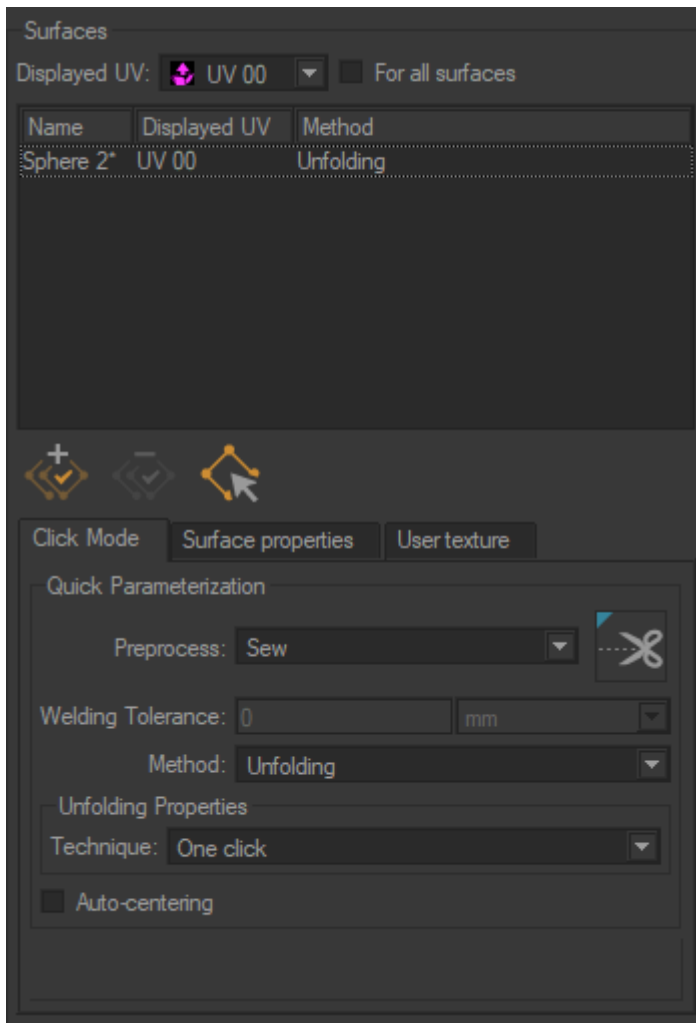 Surfaces
Displayed UV: UV 00 For all surfaces
Name Displayed UV Method
Sphere 2* UV 00 Unfolding
Click Mode Surface properties User texture
Quick Parameterization
Preprocess: Sew
Welding Tolerance: 0 mm
Method: Unfolding
Unfolding Properties
Technique: One click
Auto-centering